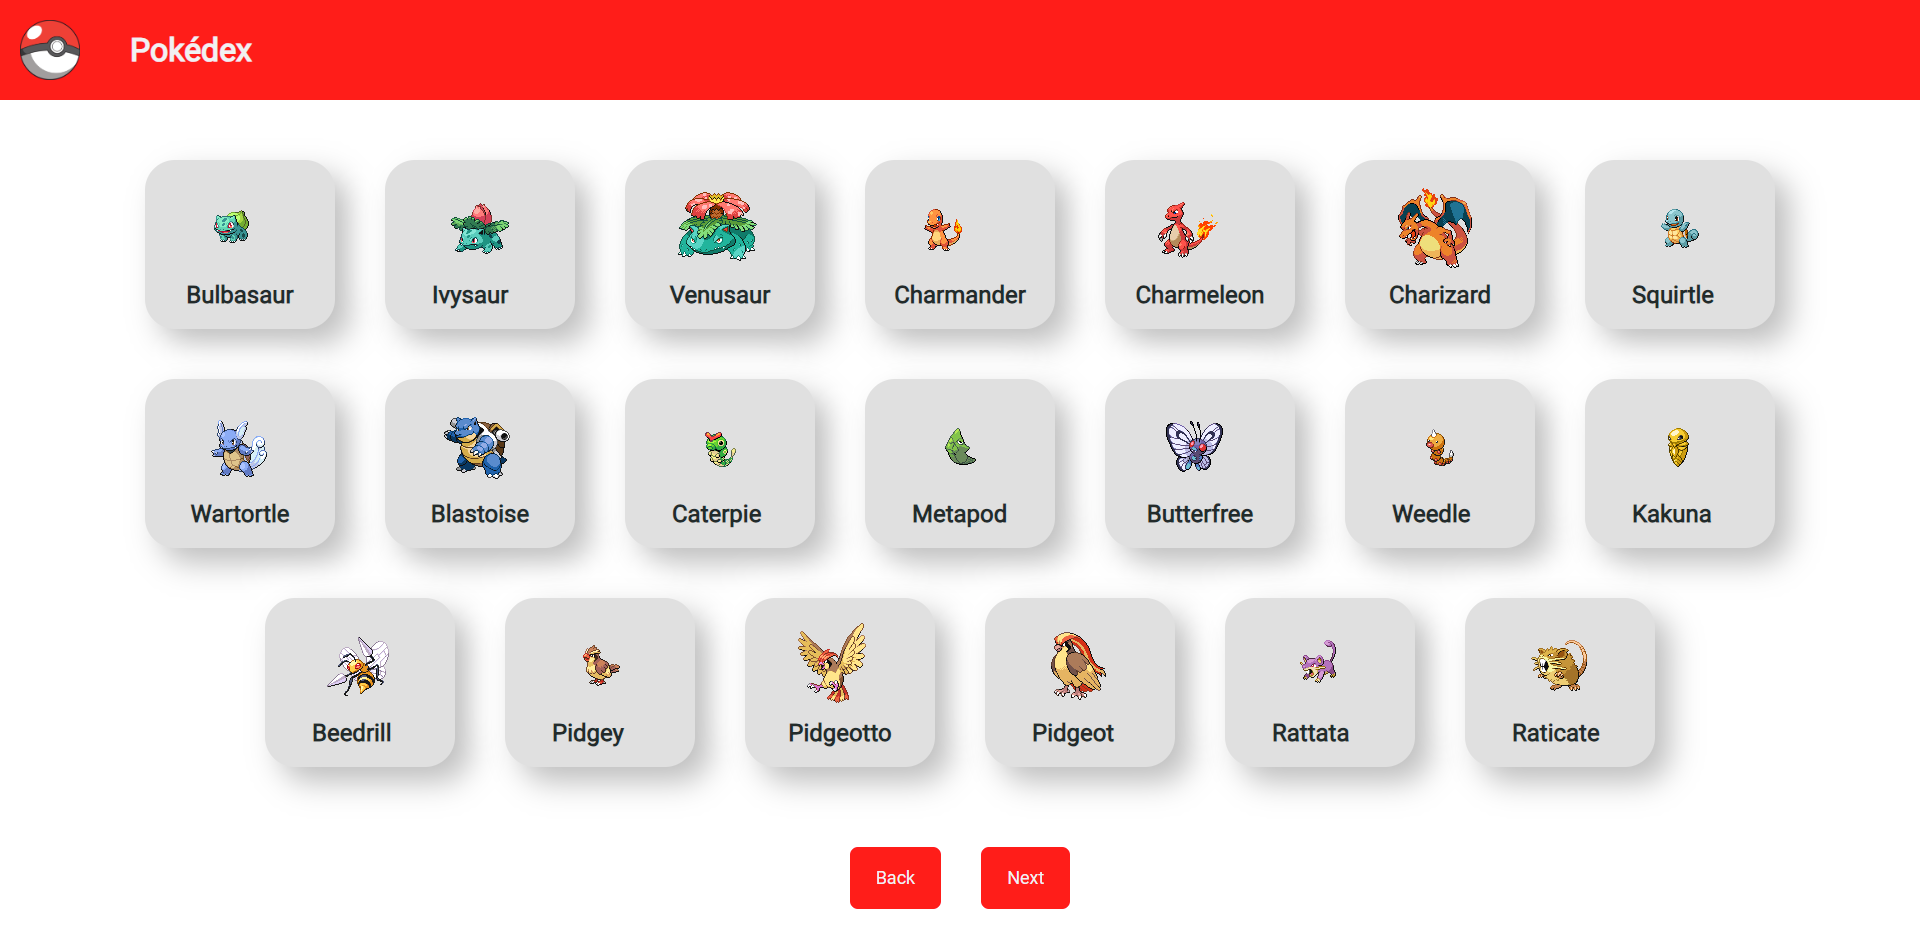 Pokédex
Bulbasaur
Ivysaur
Venusaur
Charmander
Charmeleon
Charizard
Squirtle
Wartortle
Blastoise
Caterpie
Metapod
Butterfree
Weedle
Kakuna
Beedrill
Pidgey
Pidgeotto
Pidgeot
Rattata
Raticate
Back
Next